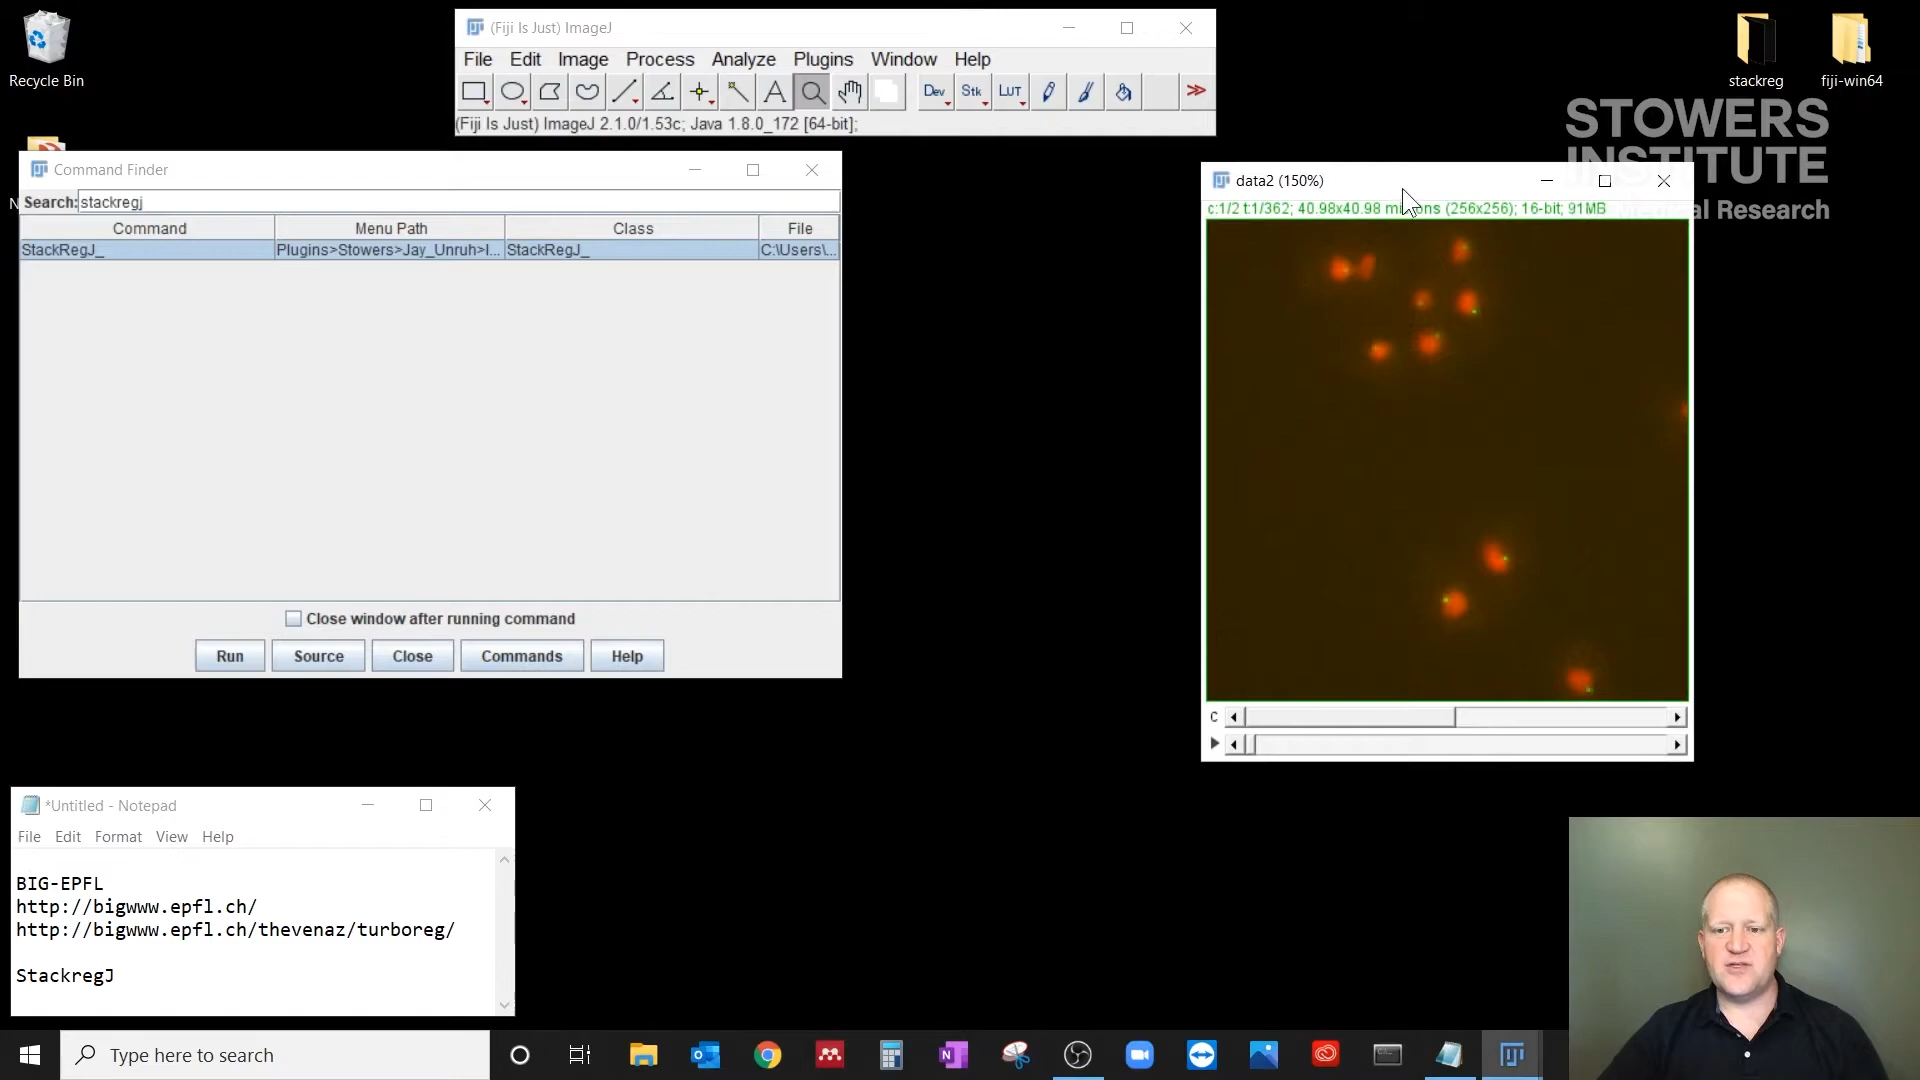 Recycle Bin
(Fiji Is Just) ImageJ
File Edit Image Process Analyze Plugins Window Help
Dev Stk LUT
(Fiji Is Just) ImageJ 2.1.0/1.53c; Java 1.8.0_172 [64-bit];
stackreg
fiji-win64
STOWERS
INSTITUTE
Research
Command Finder
N
Search: stackregj
Command Menu Path Class File
StackRegJ_ Plugins>Stowers>Jay_Unruh>I... StackRegJ_ C:\Users\...
Close window after running command
Run Source Close Commands Help
data2 (150%)
c:1/2 t:1/362; 40.98x40.98 microns (256x256); 16-bit; 91MB
C
*Untitled - Notepad
File Edit Format View Help
BIG-EPFL
http://bigwww.epfl.ch/
http://bigwww.epfl.ch/thevenaz/turboreg/
StackregJ
Type here to search